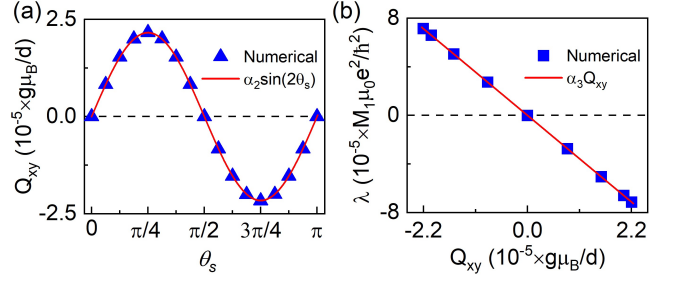 (a)
2.5
0.0
-2.5
Q_xy (10^-5×gμ_B/d)
Numerical
α_2sin(2θ_s)
0 π/4 π/2 3π/4 π
θ_s
(b)
8
0
-8
λ (10^-5×M_1μ_0e^2/ħ^2)
Numerical
α_3Q_xy
-2.2 0.0 2.2
Q_xy (10^-5×gμ_B/d)